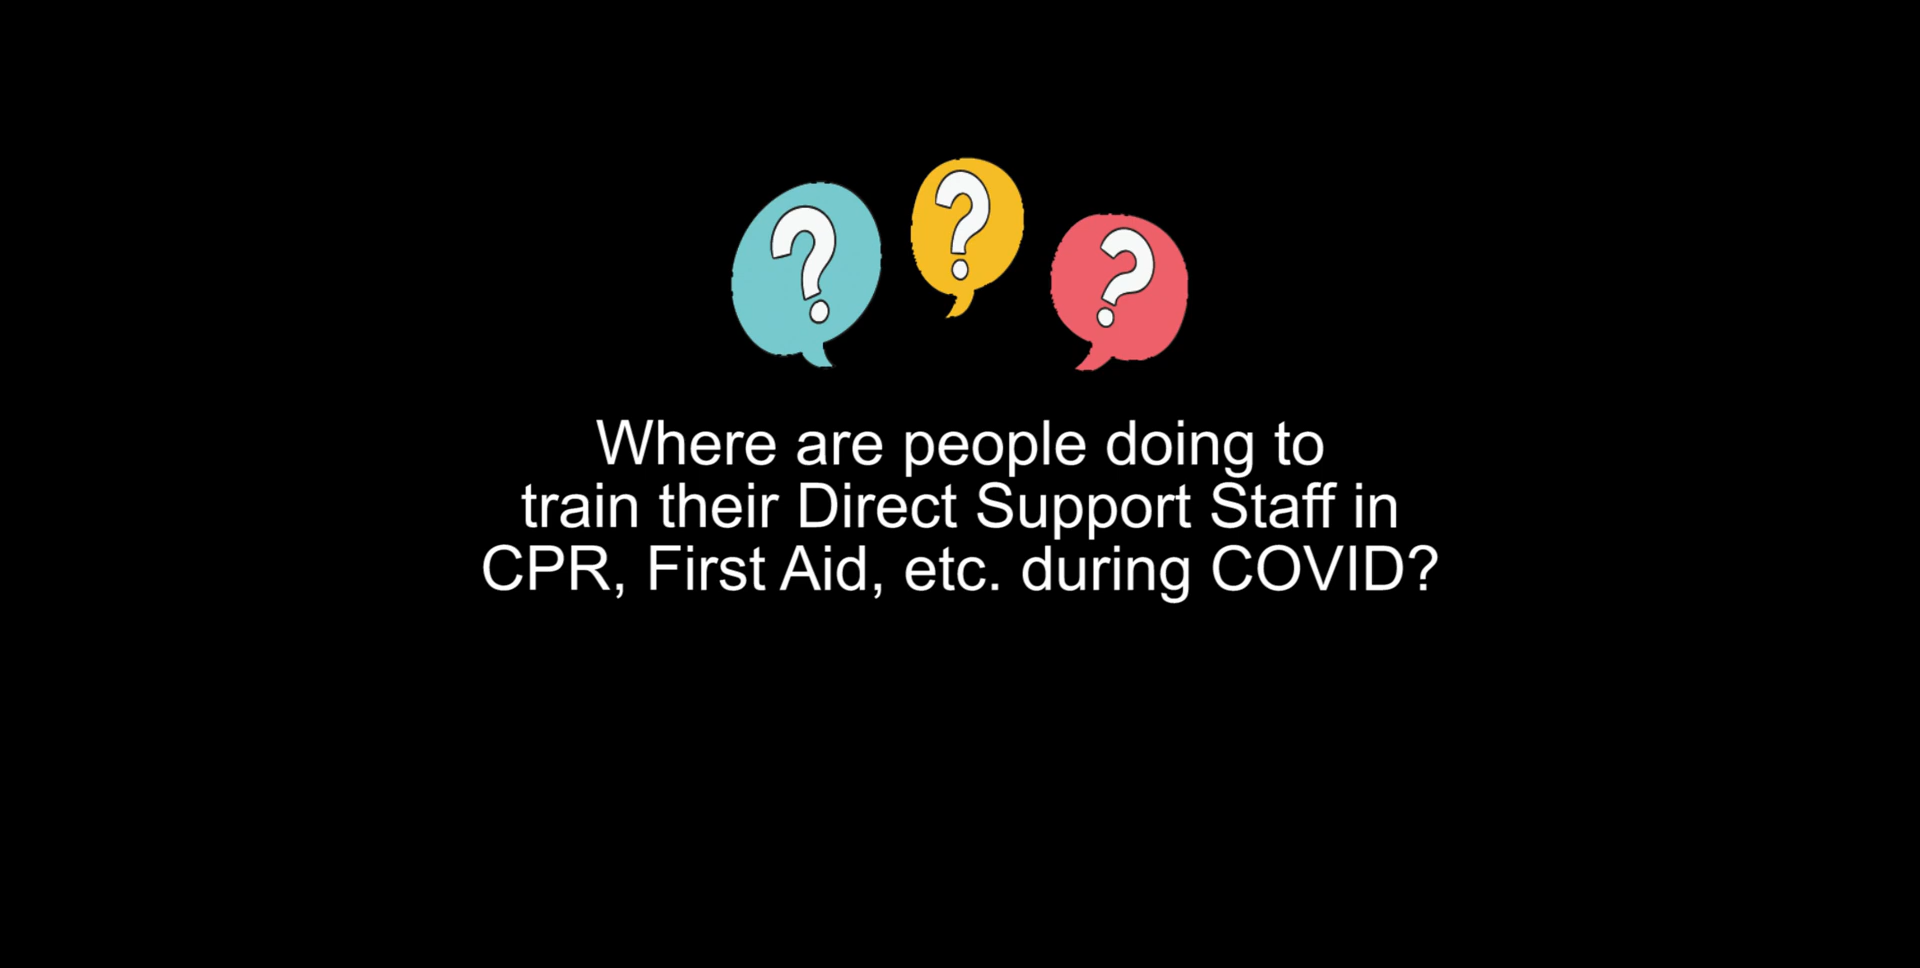 Where are people doing to
train their Direct Support Staff in
CPR, First Aid, etc. during COVID?